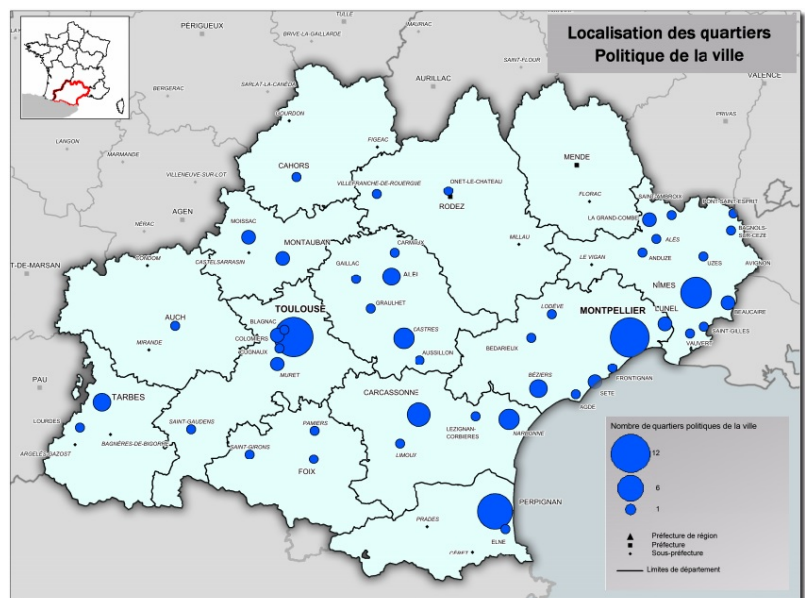 Localisation des quartiers
Politique de la ville
TULLE
PÉRIGUEUX
BRIVE-LA-GAILLARDE
MAURIAC
SAINT-FLOUR
AURILLAC
VALENCE
BERGERAC
SARLAT-LA-CANEDA
PRIVAS
LANGON
MARMANDE
VILLENEUVE-SUR-LOT
GOURDON
FIGEAC
CAHORS
MENDE
VILLEFRANCHE-DE-ROUERGUE
ONET-LE-CHATEAU
RODEZ
FLORAC
SAINT-AMBROIX
PONT-SAINT-ESPRIT
AGEN
NÉRAC
MOISSAC
LA GRAND-COMBE
BAGNOLS-
SUR-CEZE
MONTAUBAN
CARMAUX
MILLAU
ALÈS
CONDOM
CASTELSARRASIN
LE VIGAN
ANDUZE
UZES
AVIGNON
T-DE-MARSAN
GAILLAC
ALBI
NÎMES
AUCH
TOULOUSE
GRAULHET
LODÈVE
MONTPELLIER
LUNEL
BEAUCAIRE
BLAGNAC
COLOMIERS
CASTRES
BEDARIEUX
SAINT-GILLES
MIRANDE
CUGNAUX
VAUVERT
MURET
AUSSILLON
BÉZIERS
FRONTIGNAN
SETE
AGDE
PAU
TARBES
CARCASSONNE
LOURDES
SAINT-GAUDENS
PAMIERS
LEZIGNAN-
CORBIERES
NARBONNE
ARGELÈS-GAZOST
BAGNÈRES-DE-BIGORRE
SAINT-GIRONS
LIMOUX
FOIX
PERPIGNAN
PRADES
ELNE
CÉRET
Nombre de quartiers politiques de la ville
12
6
1
Préfecture de région
Préfecture
Sous-préfecture
Limites de département